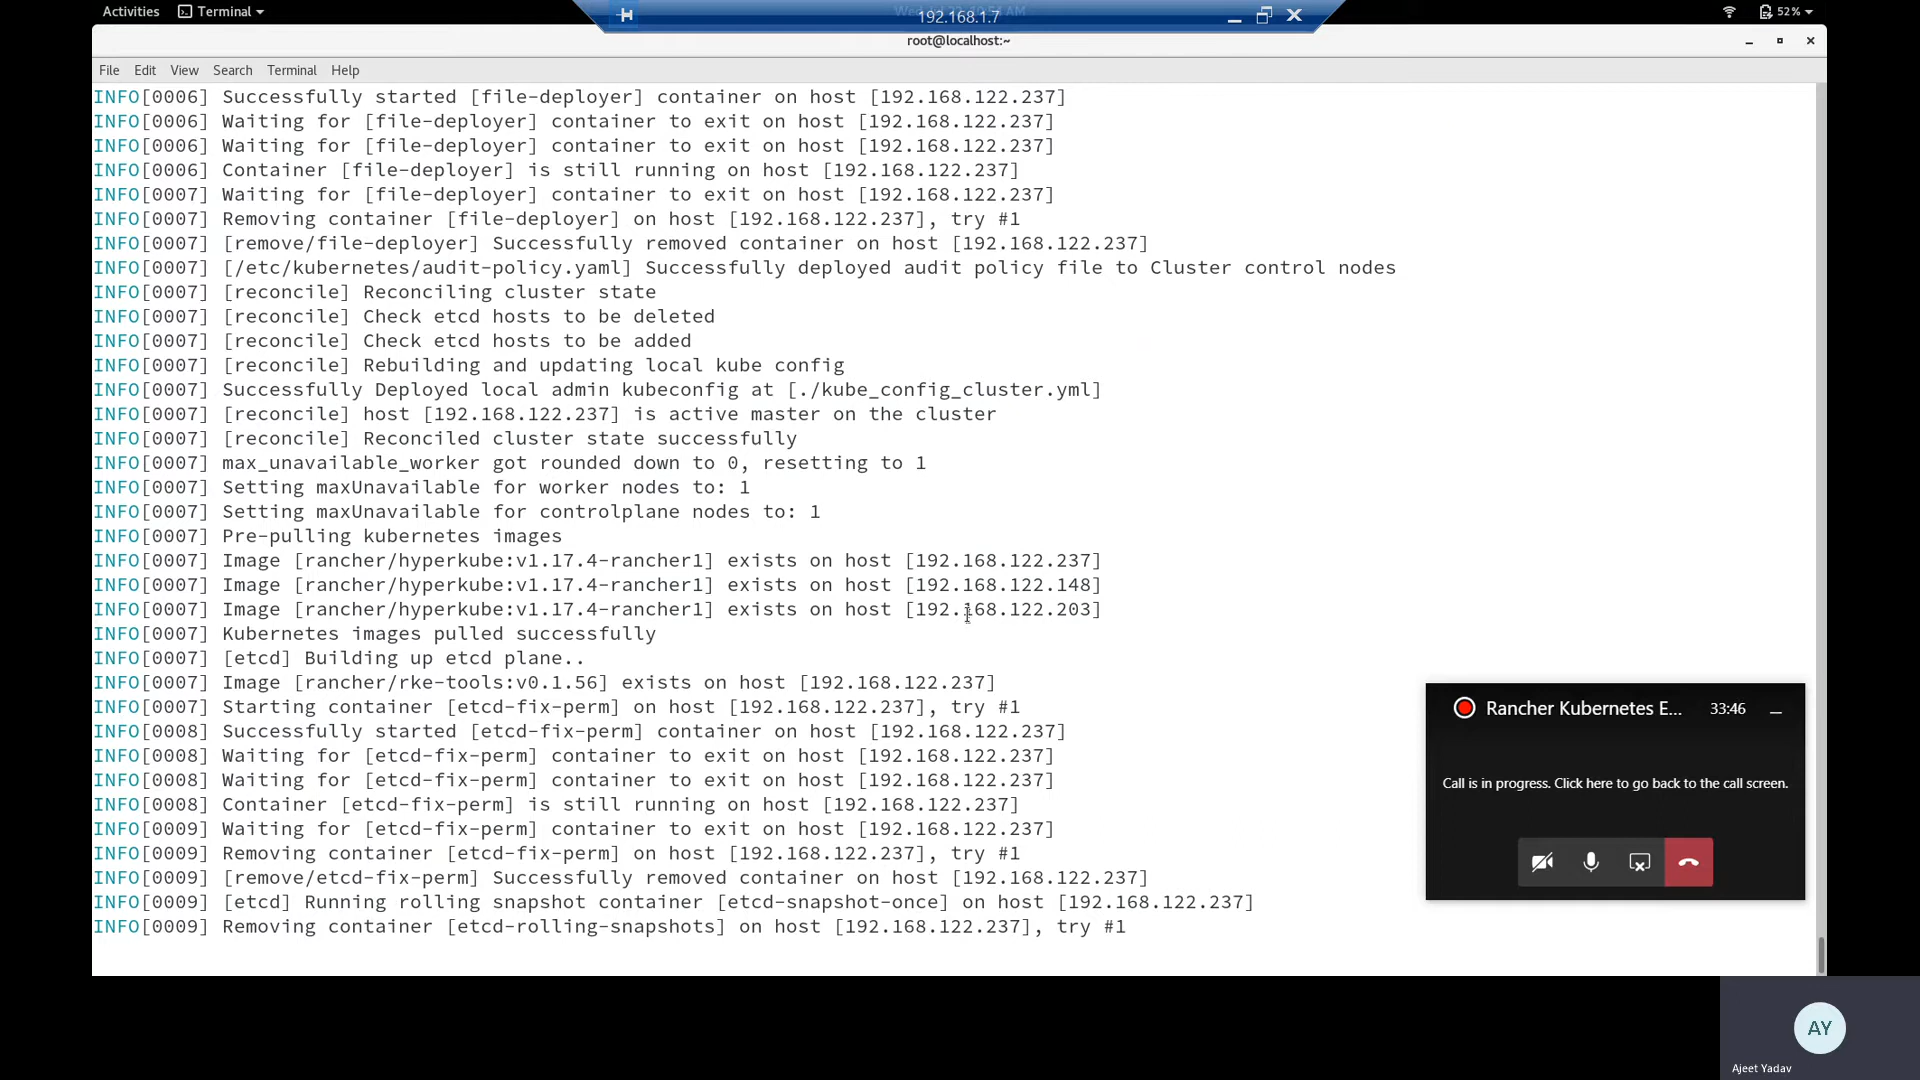 Activities
Terminal
192.168.1.7
52%
root@localhost:~
File Edit View Search Terminal Help
INFO[0006] Successfully started [file-deployer] container on host [192.168.122.237]
INFO[0006] Waiting for [file-deployer] container to exit on host [192.168.122.237]
INFO[0006] Waiting for [file-deployer] container to exit on host [192.168.122.237]
INFO[0006] Container [file-deployer] is still running on host [192.168.122.237]
INFO[0007] Waiting for [file-deployer] container to exit on host [192.168.122.237]
INFO[0007] Removing container [file-deployer] on host [192.168.122.237], try #1
INFO[0007] [remove/file-deployer] Successfully removed container on host [192.168.122.237]
INFO[0007] [/etc/kubernetes/audit-policy.yaml] Successfully deployed audit policy file to Cluster control nodes
INFO[0007] [reconcile] Reconciling cluster state
INFO[0007] [reconcile] Check etcd hosts to be deleted
INFO[0007] [reconcile] Check etcd hosts to be added
INFO[0007] [reconcile] Rebuilding and updating local kube config
INFO[0007] Successfully Deployed local admin kubeconfig at [./kube_config_cluster.yml]
INFO[0007] [reconcile] host [192.168.122.237] is active master on the cluster
INFO[0007] [reconcile] Reconciled cluster state successfully
INFO[0007] max_unavailable_worker got rounded down to 0, resetting to 1
INFO[0007] Setting maxUnavailable for worker nodes to: 1
INFO[0007] Setting maxUnavailable for controlplane nodes to: 1
INFO[0007] Pre-pulling kubernetes images
INFO[0007] Image [rancher/hyperkube:v1.17.4-rancher1] exists on host [192.168.122.237]
INFO[0007] Image [rancher/hyperkube:v1.17.4-rancher1] exists on host [192.168.122.148]
INFO[0007] Image [rancher/hyperkube:v1.17.4-rancher1] exists on host [192.168.122.203]
INFO[0007] Kubernetes images pulled successfully
INFO[0007] [etcd] Building up etcd plane..
INFO[0007] Image [rancher/rke-tools:v0.1.56] exists on host [192.168.122.237]
INFO[0007] Starting container [etcd-fix-perm] on host [192.168.122.237], try #1
INFO[0008] Successfully started [etcd-fix-perm] container on host [192.168.122.237]
INFO[0008] Waiting for [etcd-fix-perm] container to exit on host [192.168.122.237]
INFO[0008] Waiting for [etcd-fix-perm] container to exit on host [192.168.122.237]
INFO[0008] Container [etcd-fix-perm] is still running on host [192.168.122.237]
INFO[0009] Waiting for [etcd-fix-perm] container to exit on host [192.168.122.237]
INFO[0009] Removing container [etcd-fix-perm] on host [192.168.122.237], try #1
INFO[0009] [remove/etcd-fix-perm] Successfully removed container on host [192.168.122.237]
INFO[0009] [etcd] Running rolling snapshot container [etcd-snapshot-once] on host [192.168.122.237]
INFO[0009] Removing container [etcd-rolling-snapshots] on host [192.168.122.237], try #1
Rancher Kubernetes E... 33:46
Call is in progress. Click here to go back to the call screen.
AY
Ajeet Yadav